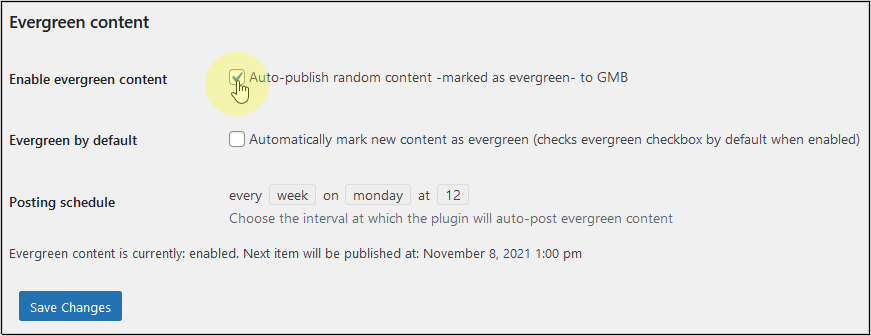 Evergreen content
Enable evergreen content Auto-publish random content -marked as evergreen- to GMB
Evergreen by default Automatically mark new content as evergreen (checks evergreen checkbox by default when enabled)
Posting schedule every week on monday at 12
Choose the interval at which the plugin will auto-post evergreen content
Evergreen content is currently: enabled. Next item will be published at: November 8, 2021 1:00 pm
Save Changes